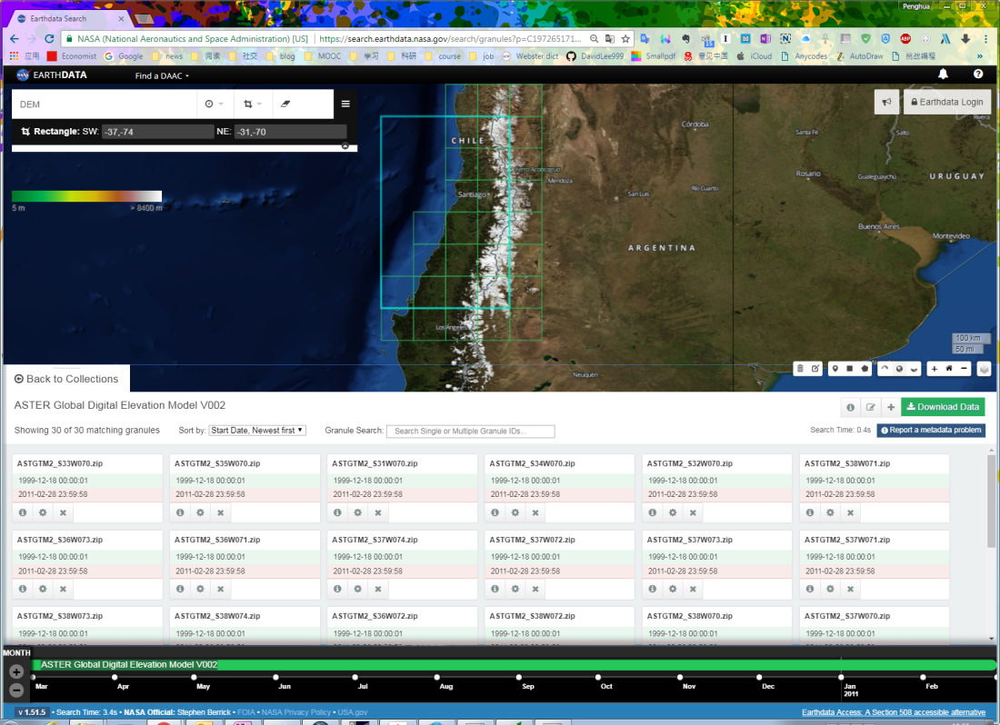 Penghua
Earthdata Search
NASA (National Aeronautics and Space Administration) [US] | https://search.earthdata.nasa.gov/search/granules?p=C197265171...
应用 Economist Google news 阅读 社交 blog MOOC 学习 科研 course job Webster dict DavidLee999 Smallpdf 意见中国 iCloud Anycodes AutoDraw 挑战编程 »
EARTHDATA Find a DAAC
DEM
Earthdata Login
Rectangle: SW: -37,-74 NE: -31,-70
5 m > 8400 m
CHILE
Córdoba
Santa Fe
Salto
Rivera
Cerro Aconcagua
Mendoza
Rosario
Gualeguaychú
URUGUAY
Santiago
San Luis
Río Cuarto
Buenos Aires
Montevideo
ARGENTINA
Los Angeles
Neuquén
100 km
50 mi
Back to Collections
ASTER Global Digital Elevation Model V002
Download Data
Showing 30 of 30 matching granules Sort by: Start Date, Newest first Granule Search: Search Single or Multiple Granule IDs... Search Time: 0.4s Report a metadata problem
ASTGTM2_S33W070.zip ASTGTM2_S35W070.zip ASTGTM2_S31W070.zip ASTGTM2_S34W070.zip ASTGTM2_S32W070.zip ASTGTM2_S38W071.zip
1999-12-18 00:00:01 1999-12-18 00:00:01 1999-12-18 00:00:01 1999-12-18 00:00:01 1999-12-18 00:00:01 1999-12-18 00:00:01
2011-02-28 23:59:58 2011-02-28 23:59:58 2011-02-28 23:59:58 2011-02-28 23:59:58 2011-02-28 23:59:58 2011-02-28 23:59:58
ASTGTM2_S36W073.zip ASTGTM2_S36W071.zip ASTGTM2_S37W074.zip ASTGTM2_S37W072.zip ASTGTM2_S37W073.zip ASTGTM2_S37W071.zip
1999-12-18 00:00:01 1999-12-18 00:00:01 1999-12-18 00:00:01 1999-12-18 00:00:01 1999-12-18 00:00:01 1999-12-18 00:00:01
2011-02-28 23:59:58 2011-02-28 23:59:58 2011-02-28 23:59:58 2011-02-28 23:59:58 2011-02-28 23:59:58 2011-02-28 23:59:58
ASTGTM2_S38W073.zip ASTGTM2_S38W074.zip ASTGTM2_S36W072.zip ASTGTM2_S38W072.zip ASTGTM2_S38W070.zip ASTGTM2_S37W070.zip
1999-12-18 00:00:01 1999-12-18 00:00:01 1999-12-18 00:00:01 1999-12-18 00:00:01 1999-12-18 00:00:01 1999-12-18 00:00:01
MONTH
ASTER Global Digital Elevation Model V002
Mar Apr May Jun Jul Aug Sep Oct Nov Dec Jan Feb
2011
v 1.51.5 • Search Time: 3.4s • NASA Official: Stephen Berrick • FOIA • NASA Privacy Policy • USA.gov Earthdata Access: A Section 508 accessible alternative